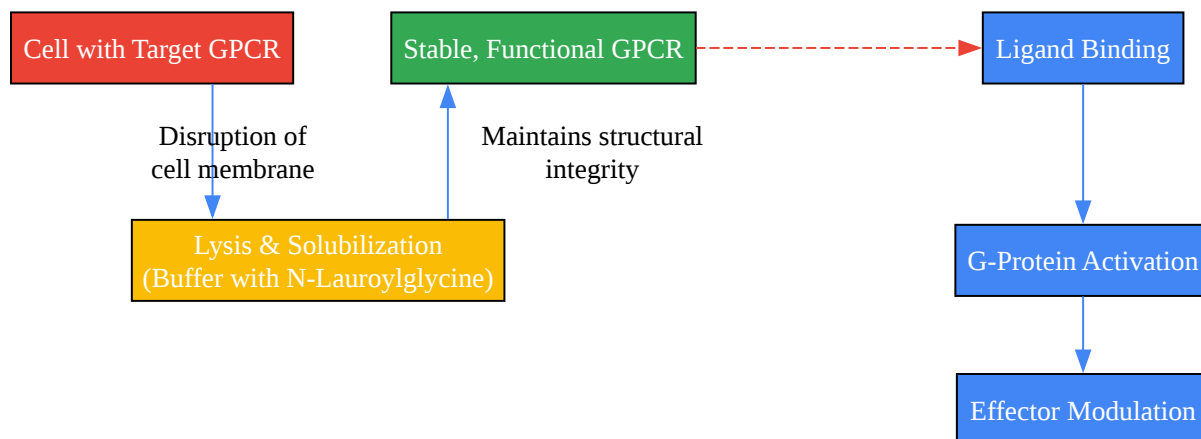 Cell with Target GPCR
Stable, Functional GPCR
Ligand Binding
Disruption of
cell membrane
Maintains structural
integrity
Lysis & Solubilization
(Buffer with N-Lauroylglycine)
G-Protein Activation
Effector Modulation